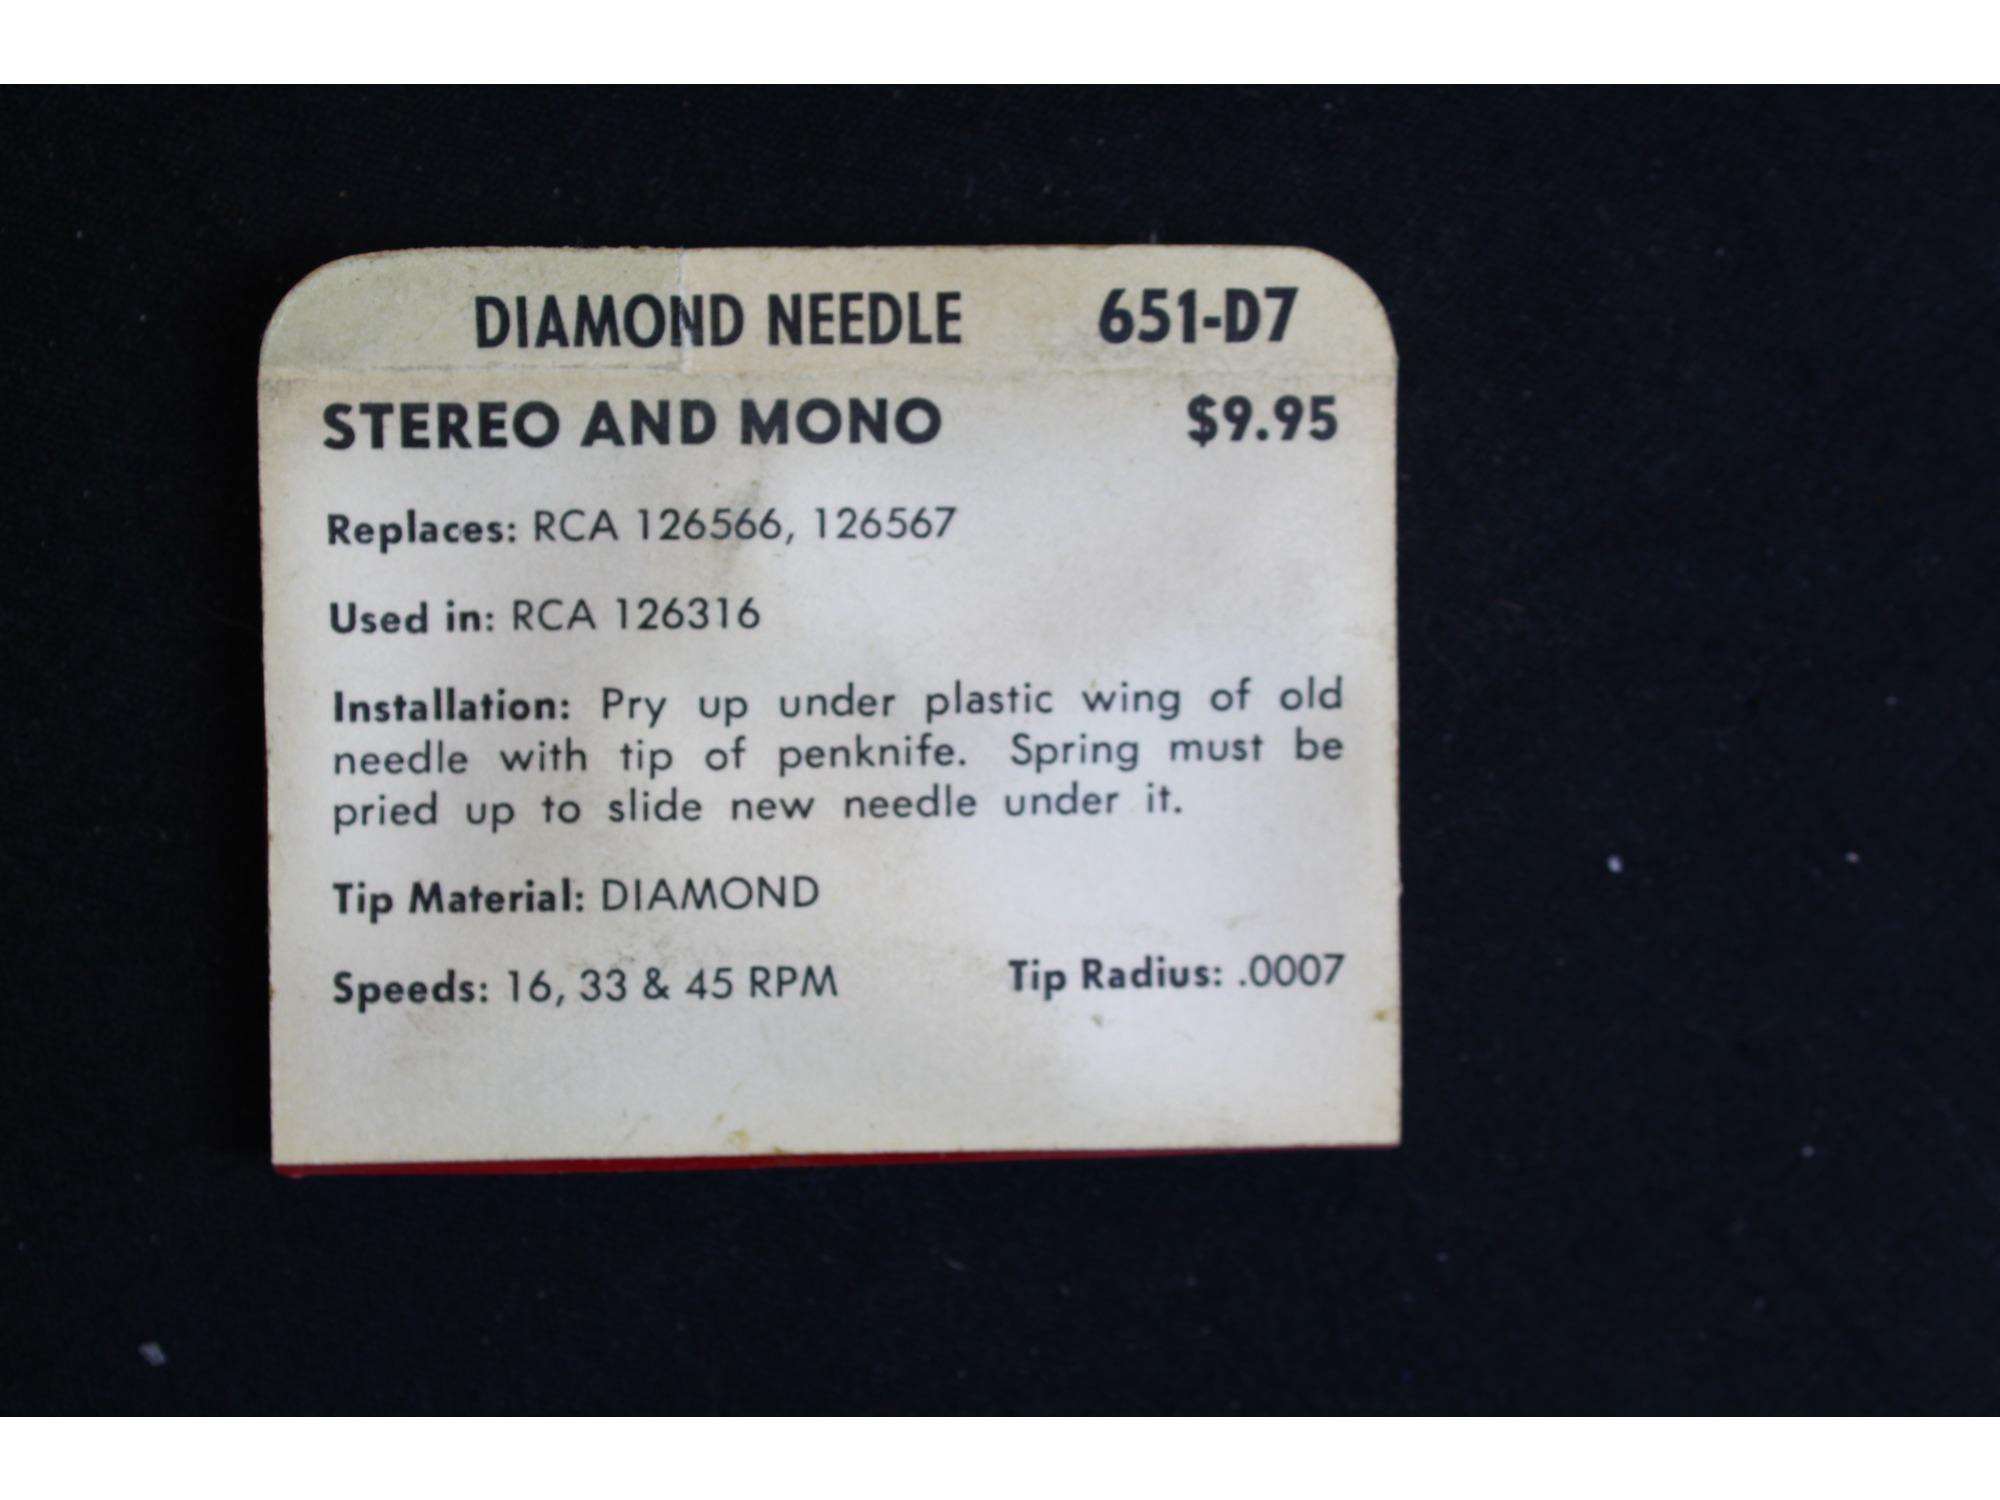 DIAMOND NEEDLE 651-D7
STEREO AND MONO $9.95
Replaces: RCA 126566, 126567
Used in: RCA 126316
Installation: Pry up under plastic wing of old
needle with tip of penknife. Spring must be
pried up to slide new needle under it.
Tip Material: DIAMOND
Speeds: 16, 33 & 45 RPM Tip Radius: .0007